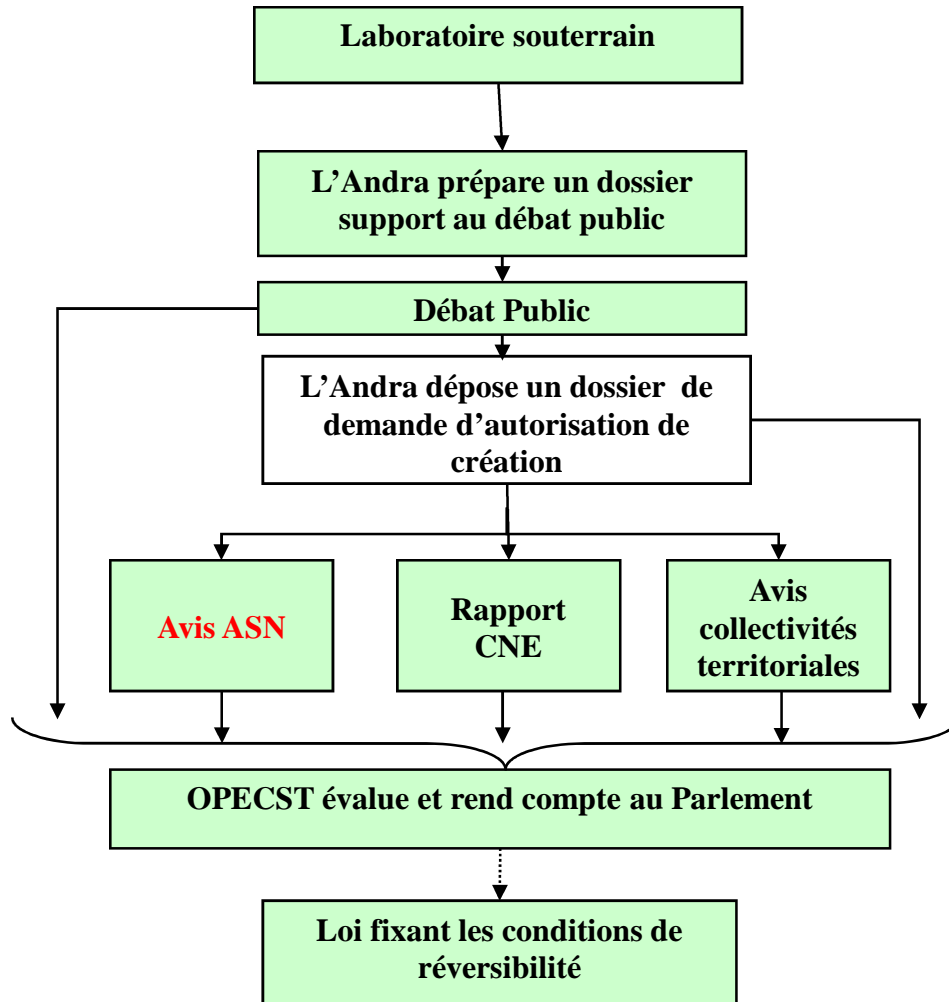 Laboratoire souterrain
L’Andra prépare un dossier
support au débat public
Débat Public
L’Andra dépose un dossier de
demande d’autorisation de
création
Avis ASN
Rapport
CNE
Avis
collectivités
territoriales
OPECST évalue et rend compte au Parlement
Loi fixant les conditions de
réversibilité